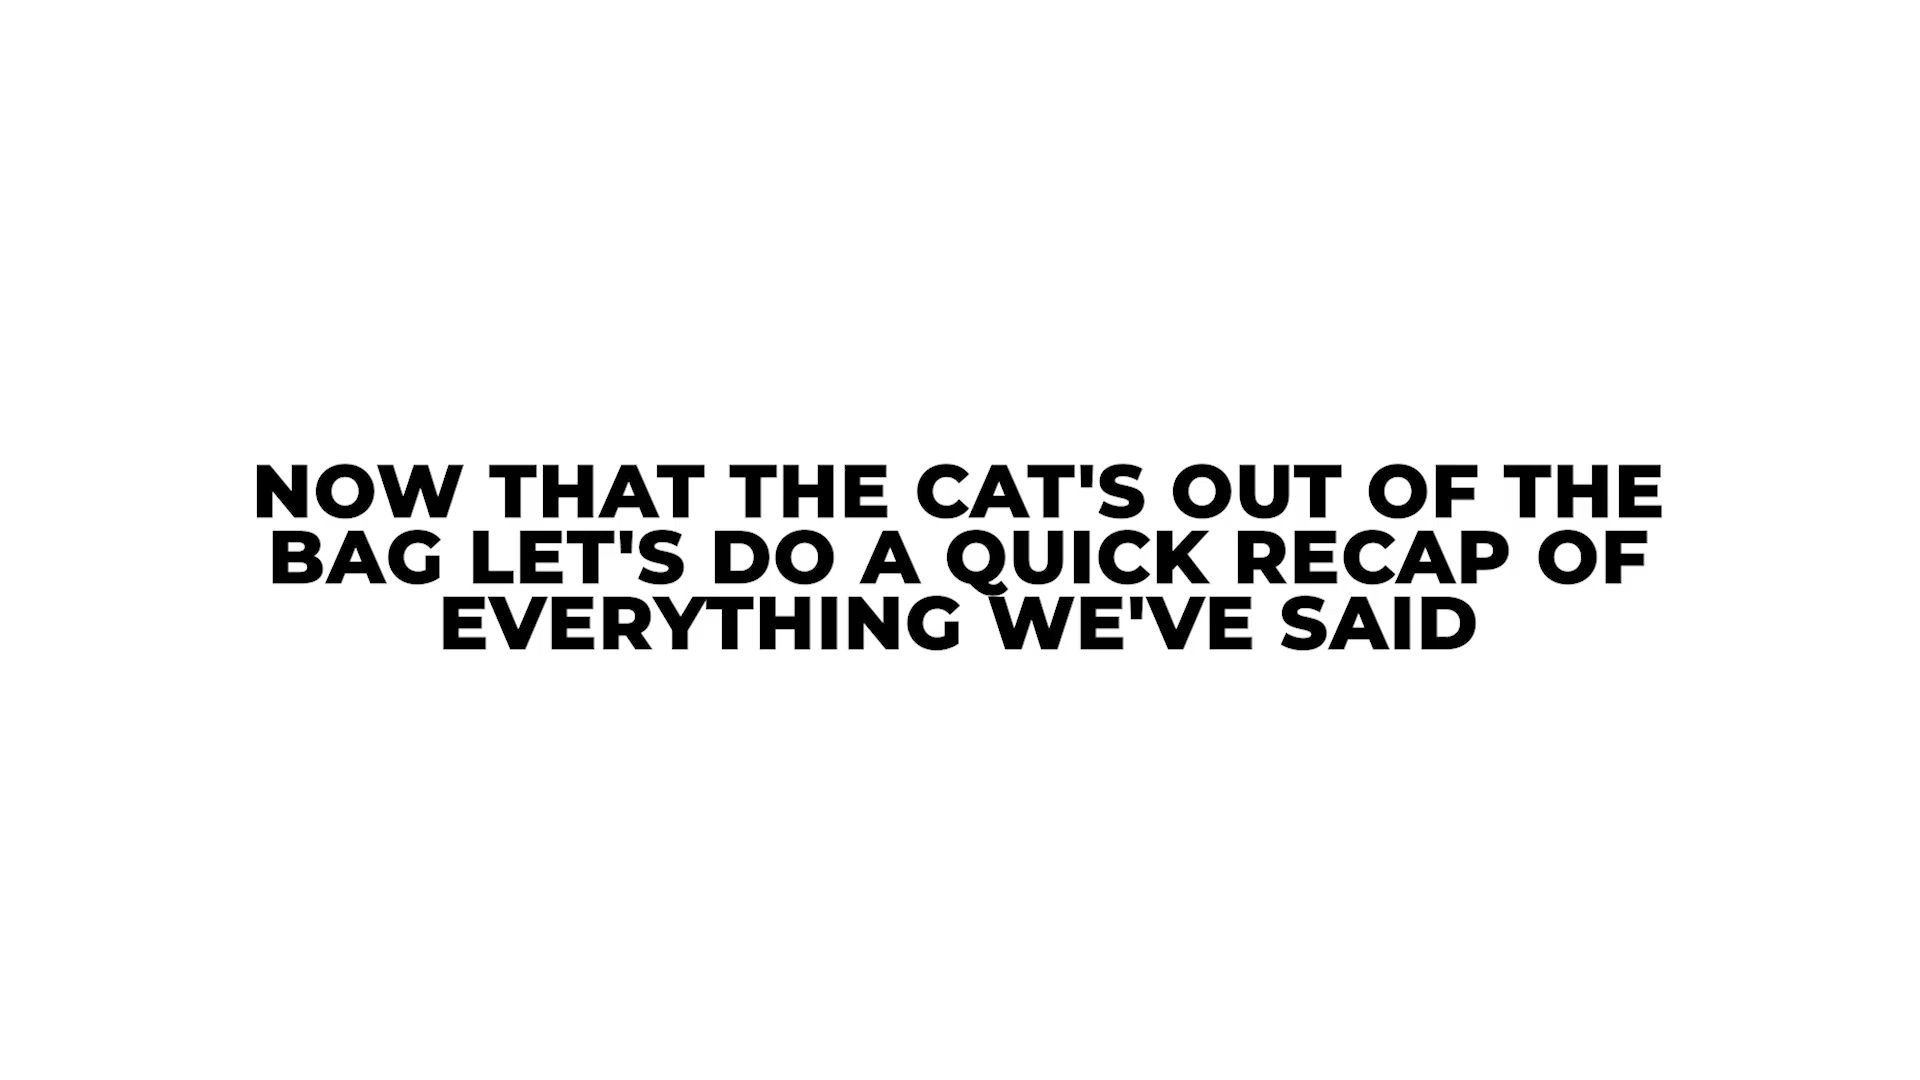 NOW THAT THE CAT'S OUT OF THE
BAG LET'S DO A QUICK RECAP OF
EVERYTHING WE'VE SAID